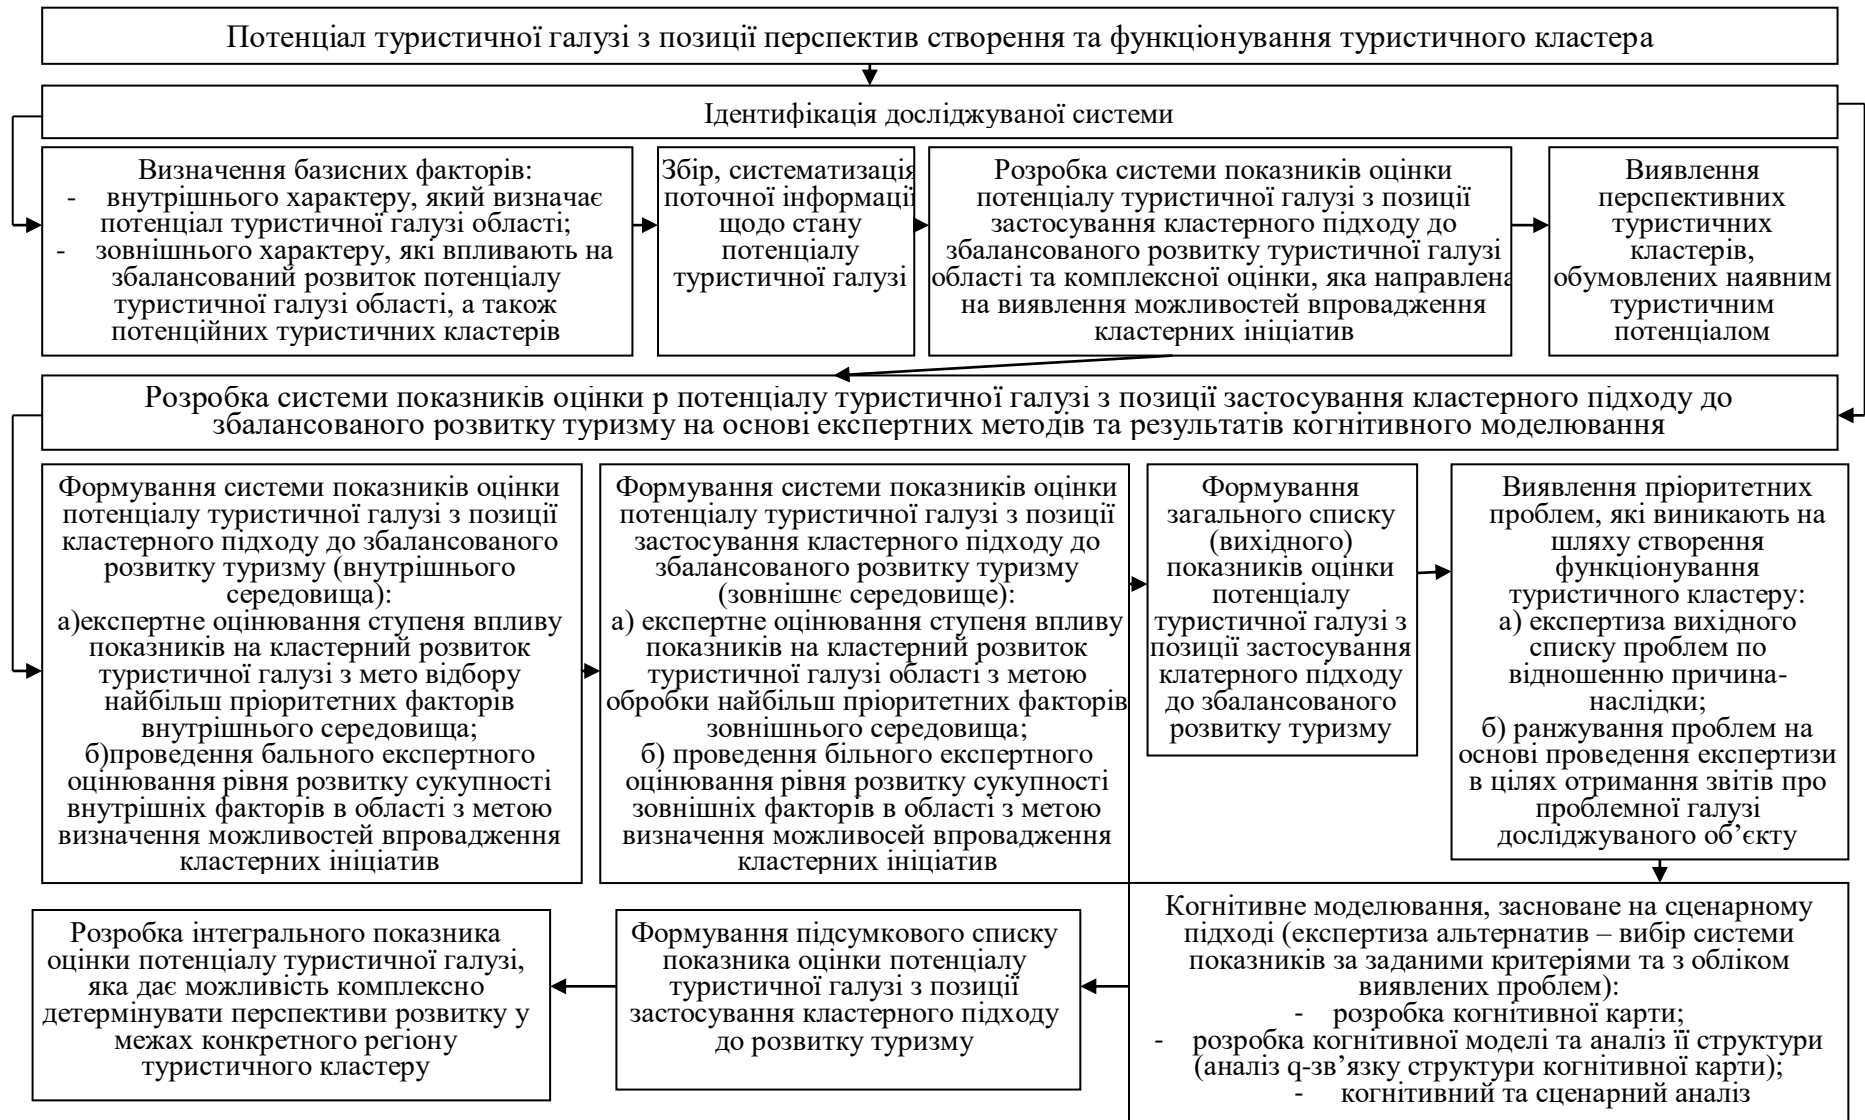 Потенціал туристичної галузі з позиції перспектив створення та функціонування туристичного кластера
Ідентифікація досліджуваної системи
Визначення базисних факторів:
- внутрішнього характеру, який визначає
потенціал туристичної галузі області;
- зовнішнього характеру, які впливають на
збалансований розвиток потенціалу
туристичної галузі області, а також
потенційних туристичних кластерів
Збір, систематизація
поточної інформації
щодо стану
потенціалу
туристичної галузі
Розробка системи показників оцінки
потенціалу туристичної галузі з позиції
застосування кластерного підходу до
збалансованого розвитку туристичної галузі
області та комплексної оцінки, яка направлена
на виявлення можливостей впровадження
кластерних ініціатив
Виявлення
перспективних
туристичних
кластерів,
обумовлених наявним
туристичним
потенціалом
Розробка системи показників оцінки р потенціалу туристичної галузі з позиції застосування кластерного підходу до
збалансованого розвитку туризму на основі експертних методів та результатів когнітивного моделювання
Формування системи показників оцінки
потенціалу туристичної галузі з позиції
кластерного підходу до збалансованого
розвитку туризму (внутрішнього
середовища):
а)експертне оцінювання ступеня впливу
показників на кластерний розвиток
туристичної галузі з мето відбору
найбільш пріоритетних факторів
внутрішнього середовища;
б)проведення бального експертного
оцінювання рівня розвитку сукупності
внутрішніх факторів в області з метою
визначення можливостей впровадження
кластерних ініціатив
Формування системи показників оцінки
потенціалу туристичної галузі з позиції
застосування кластерного підходу до
збалансованого розвитку туризму
(зовнішнє середовище):
а) експертне оцінювання ступеня впливу
показників на кластерний розвиток
туристичної галузі області з метою
обробки найбільш пріоритетних факторів
зовнішнього середовища;
б) проведення більного експертного
оцінювання рівня розвитку сукупності
зовнішніх факторів в області з метою
визначення можливосей впровадження
кластерних ініціатив
Формування
загального списку
(вихідного)
показників оцінки
потенціалу
туристичної галузі з
позиції застосування
клатерного підходу
до збалансованого
розвитку туризму
Виявлення пріоритетних
проблем, які виникають на
шляху створення
функціонування
туристичного кластеру:
а) експертиза вихідного
списку проблем по
відношенню причина-
наслідки;
б) ранжування проблем на
основі проведення експертизи
в цілях отримання звітів про
проблемної галузі
досліджуваного об’єкту
Розробка інтегрального показника
оцінки потенціалу туристичної галузі,
яка дає можливість комплексно
детермінувати перспективи розвитку у
межах конкретного регіону
туристичного кластеру
Формування підсумкового списку
показника оцінки потенціалу
туристичної галузі з позиції
застосування кластерного підходу
до розвитку туризму
Когнітивне моделювання, засноване на сценарному
підході (експертиза альтернатив – вибір системи
показників за заданими критеріями та з обліком
виявлених проблем):
- розробка когнітивної карти;
- розробка когнітивної моделі та аналіз її структури
(аналіз q-зв’язку структури когнітивної карти);
- когнітивний та сценарний аналіз